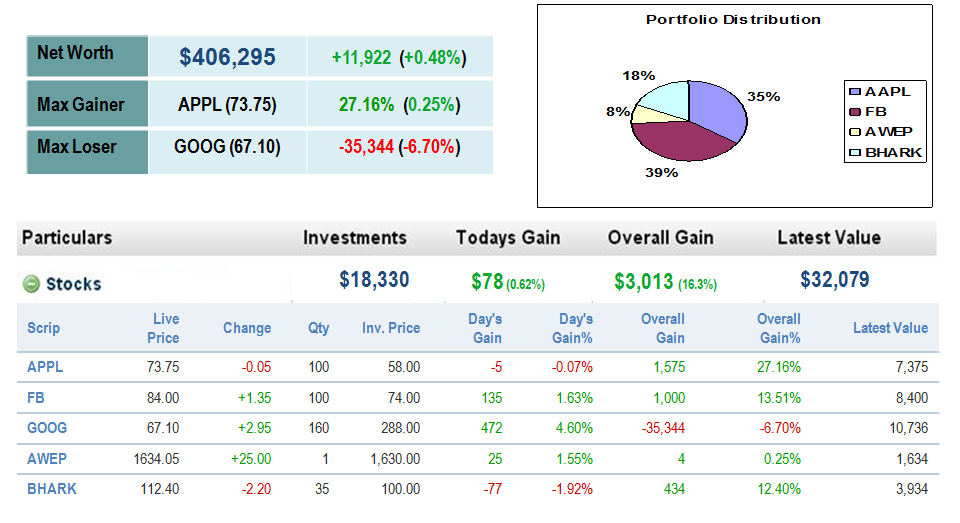 Net Worth $406,295 +11,922 (+0.48%)
Max Gainer APPL (73.75) 27.16% (0.25%)
Max Loser GOOG (67.10) -35,344 (-6.70%)
Portfolio Distribution
18%
35%
8%
39%
AAPL
FB
AWEP
BHARK
Particulars Investments Todays Gain Overall Gain Latest Value
Stocks $18,330 $78 (0.62%) $3,013 (16.3%) $32,079
Scrip Live Price Change Qty Inv. Price Day's Gain Day's Gain% Overall Gain Overall Gain% Latest Value
APPL 73.75 -0.05 100 58.00 -5 -0.07% 1,575 27.16% 7,375
FB 84.00 +1.35 100 74.00 135 1.63% 1,000 13.51% 8,400
GOOG 67.10 +2.95 160 288.00 472 4.60% -35,344 -6.70% 10,736
AWEP 1634.05 +25.00 1 1,630.00 25 1.55% 4 0.25% 1,634
BHARK 112.40 -2.20 35 100.00 -77 -1.92% 434 12.40% 3,934